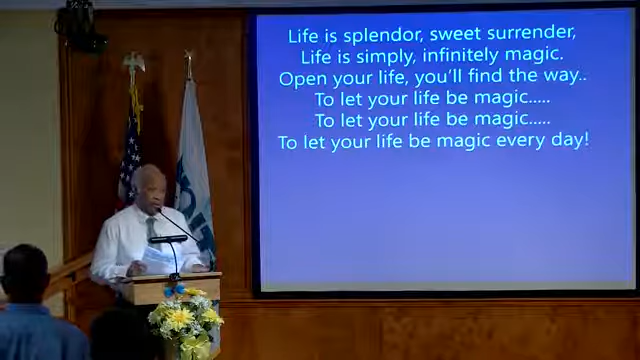 Life is splendor, sweet surrender,
Life is simply, infinitely magic.
Open your life, you'll find the way..
To let your life be magic.....
To let your life be magic.....
To let your life be magic every day!